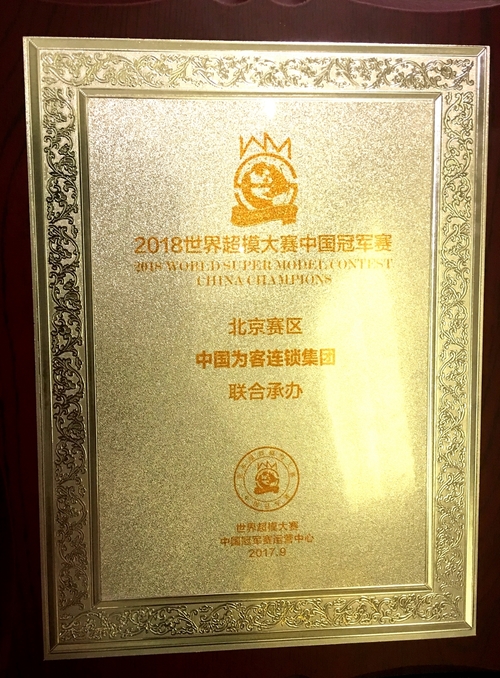 2018世界超模大赛中国冠军赛
2018 WORLD SUPER MODEL CONTEST
CHINA CHAMPIONS
北京赛区
中国为客连锁集团
联合承办
世界超模大赛
中国冠军赛运营中心
2017.9